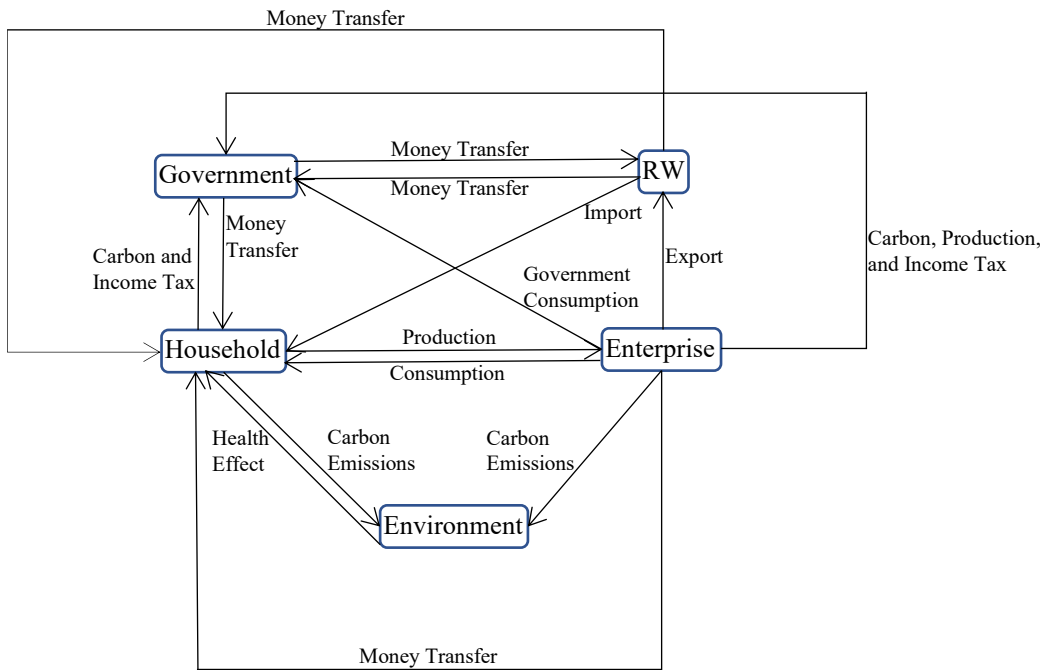 Money Transfer
Money Transfer
Government
RW
Money Transfer
Import
Money
Transfer
Carbon and
Income Tax
Export
Carbon, Production,
and Income Tax
Government
Consumption
Production
Household
Enterprise
Consumption
Health
Effect
Carbon
Emissions
Carbon
Emissions
Environment
Money Transfer